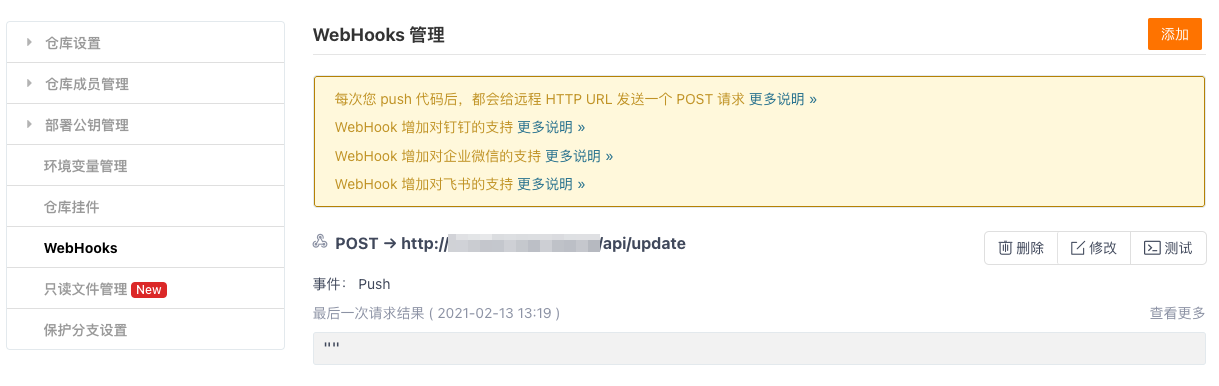 仓库设置
仓库成员管理
部署公钥管理
环境变量管理
仓库挂件
WebHooks
只读文件管理 New
保护分支设置
WebHooks 管理
添加
每次您 push 代码后，都会给远程 HTTP URL 发送一个 POST 请求 更多说明 »
WebHook 增加对钉钉的支持 更多说明 »
WebHook 增加对企业微信的支持 更多说明 »
WebHook 增加对飞书的支持 更多说明 »
POST → http:///api/update
删除
修改
测试
事件： Push
最后一次请求结果 ( 2021-02-13 13:19 )
查看更多
""